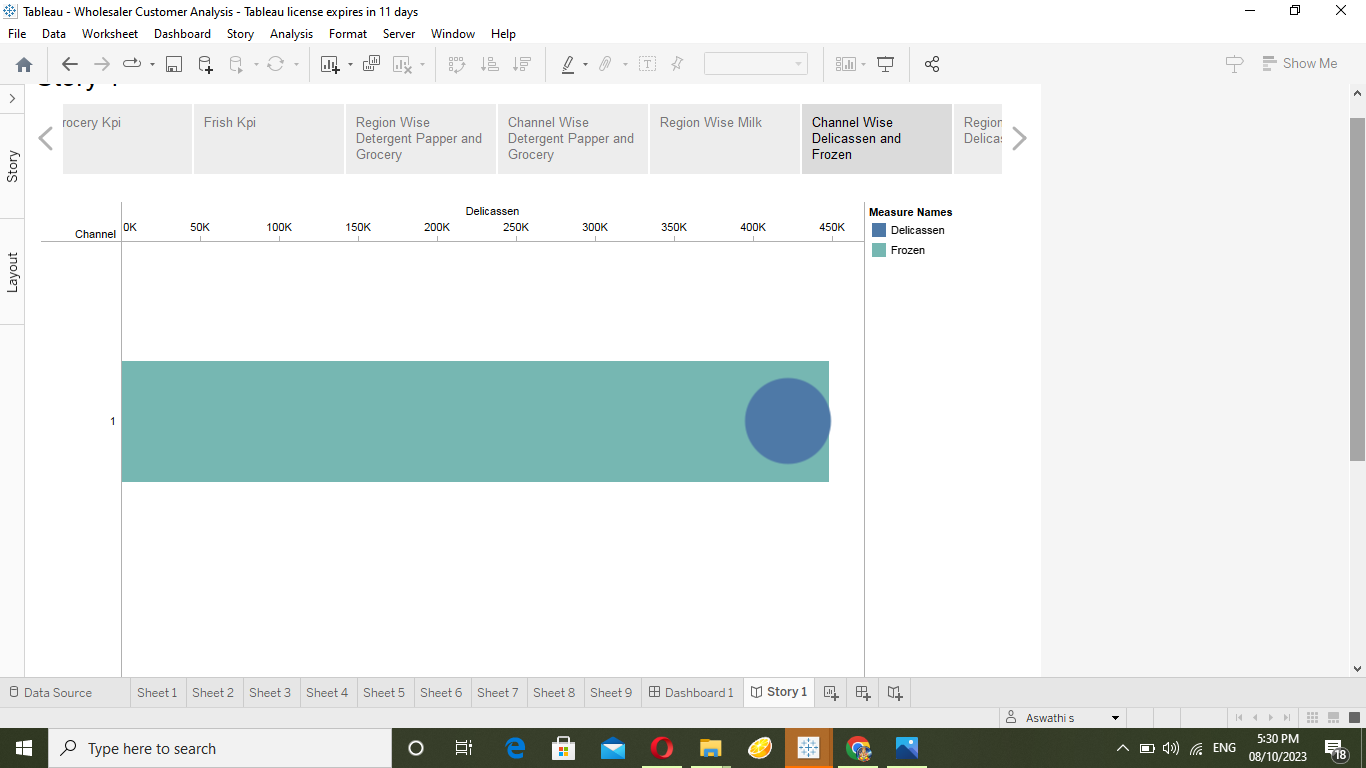 Tableau - Wholesaler Customer Analysis - Tableau license expires in 11 days
File Data Worksheet Dashboard Story Analysis Format Server Window Help
Show Me
Story 1
rocery Kpi
Frish Kpi
Region Wise
Detergent Papper and
Grocery
Channel Wise
Detergent Papper and
Grocery
Region Wise Milk
Channel Wise
Delicassen and
Frozen
Region
Delicas
Story
Layout
Delicassen
Channel
0K 50K 100K 150K 200K 250K 300K 350K 400K 450K
1
Measure Names
Delicassen
Frozen
Data Source Sheet 1 Sheet 2 Sheet 3 Sheet 4 Sheet 5 Sheet 6 Sheet 7 Sheet 8 Sheet 9 Dashboard 1 Story 1
Aswathi s
Type here to search
ENG
5:30 PM
08/10/2023
18